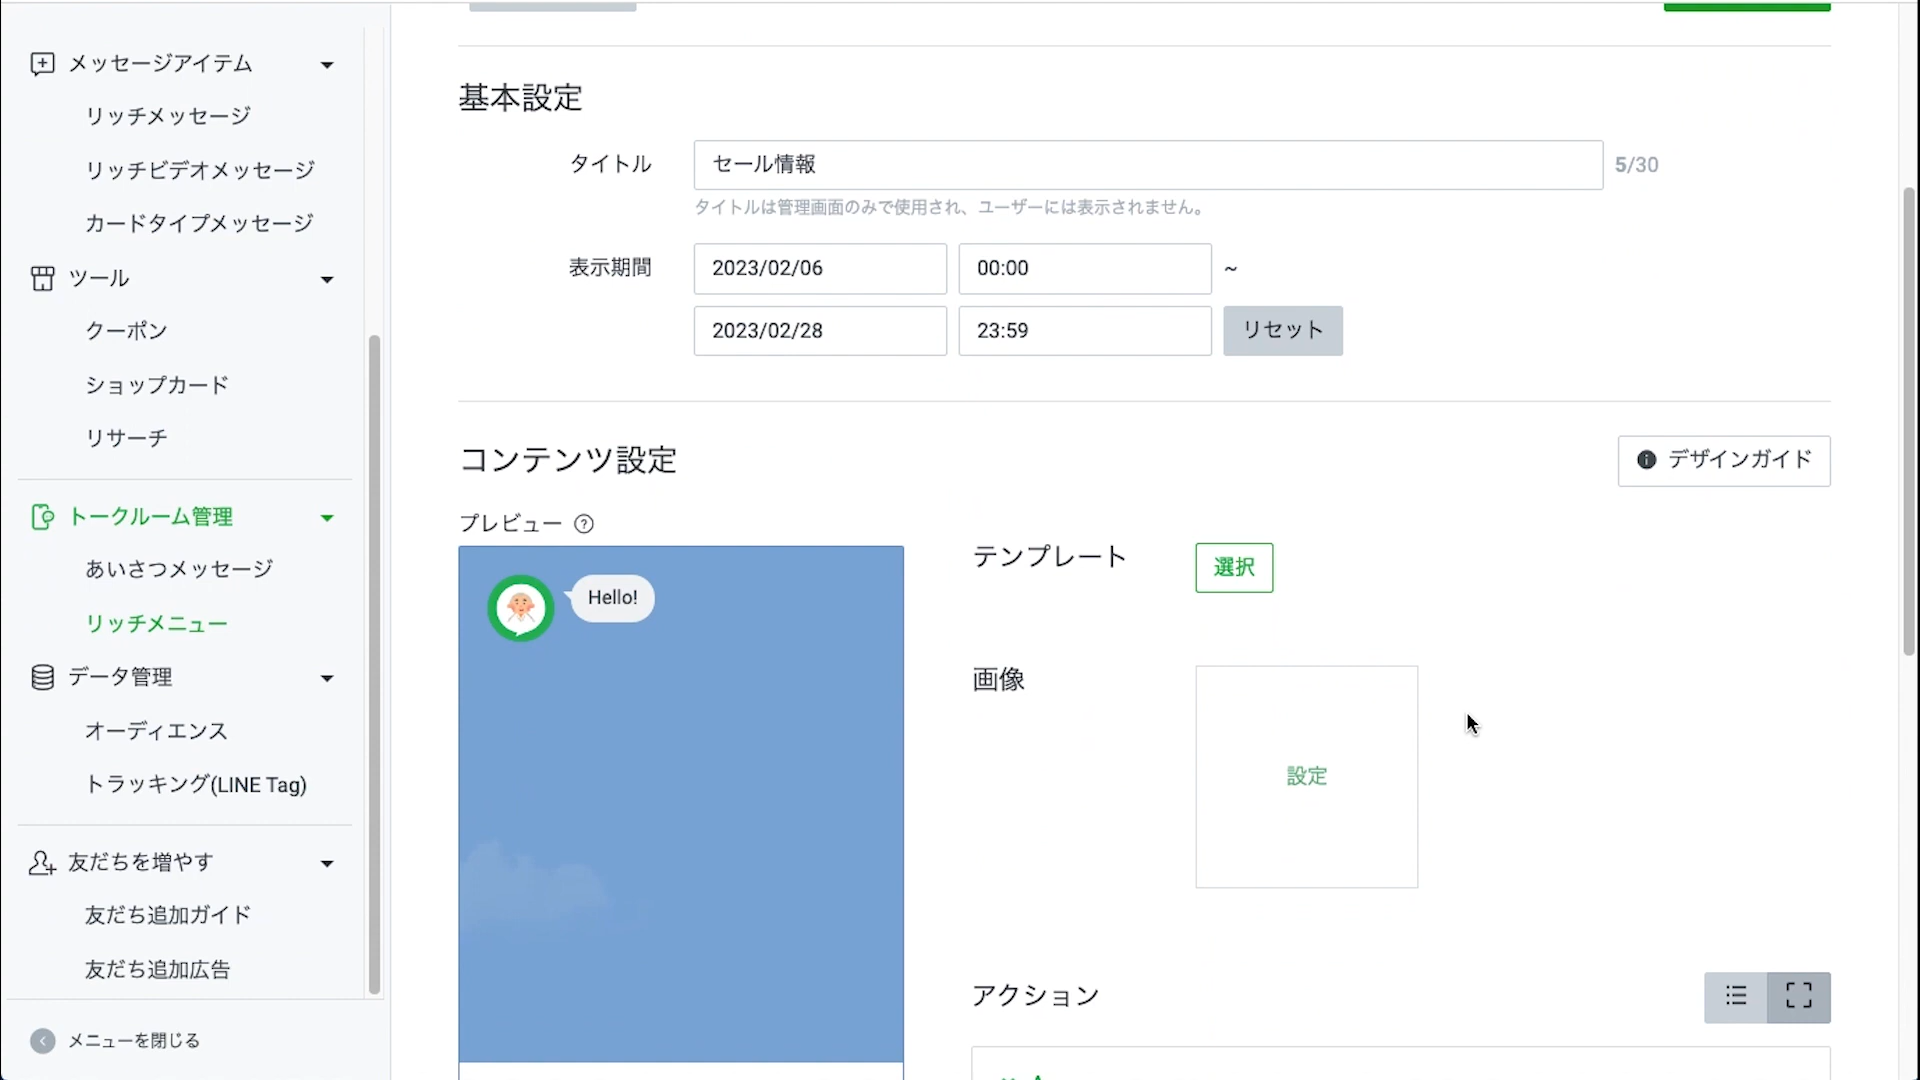 メッセージアイテム
リッチメッセージ
リッチビデオメッセージ
カードタイプメッセージ
ツール
クーポン
ショップカード
リサーチ
トークルーム管理
あいさつメッセージ
リッチメニュー
データ管理
オーディエンス
トラッキング(LINE Tag)
友だちを増やす
友だち追加ガイド
友だち追加広告
メニューを閉じる
基本設定
タイトル
セール情報
5/30
タイトルは管理画面のみで使用され、ユーザーには表示されません。
表示期間
2023/02/06 00:00 ~
2023/02/28 23:59 リセット
コンテンツ設定
デザインガイド
プレビュー
Hello!
テンプレート
選択
画像
設定
アクション